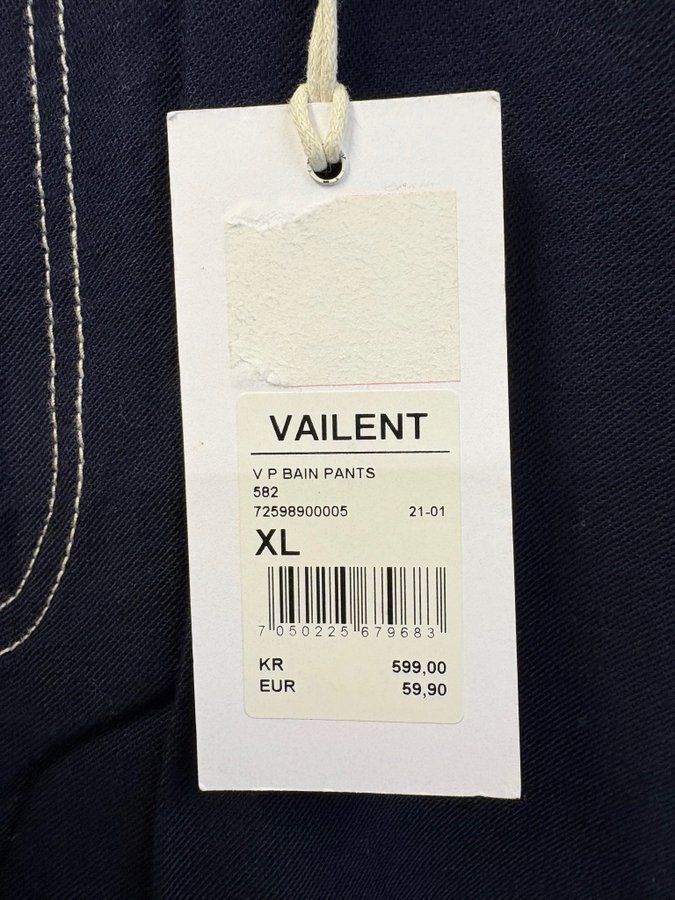 VAILENT
V P BAIN PANTS
582
72598900005 21-01
XL
7 050225 679683
KR 599,00
EUR 59,90